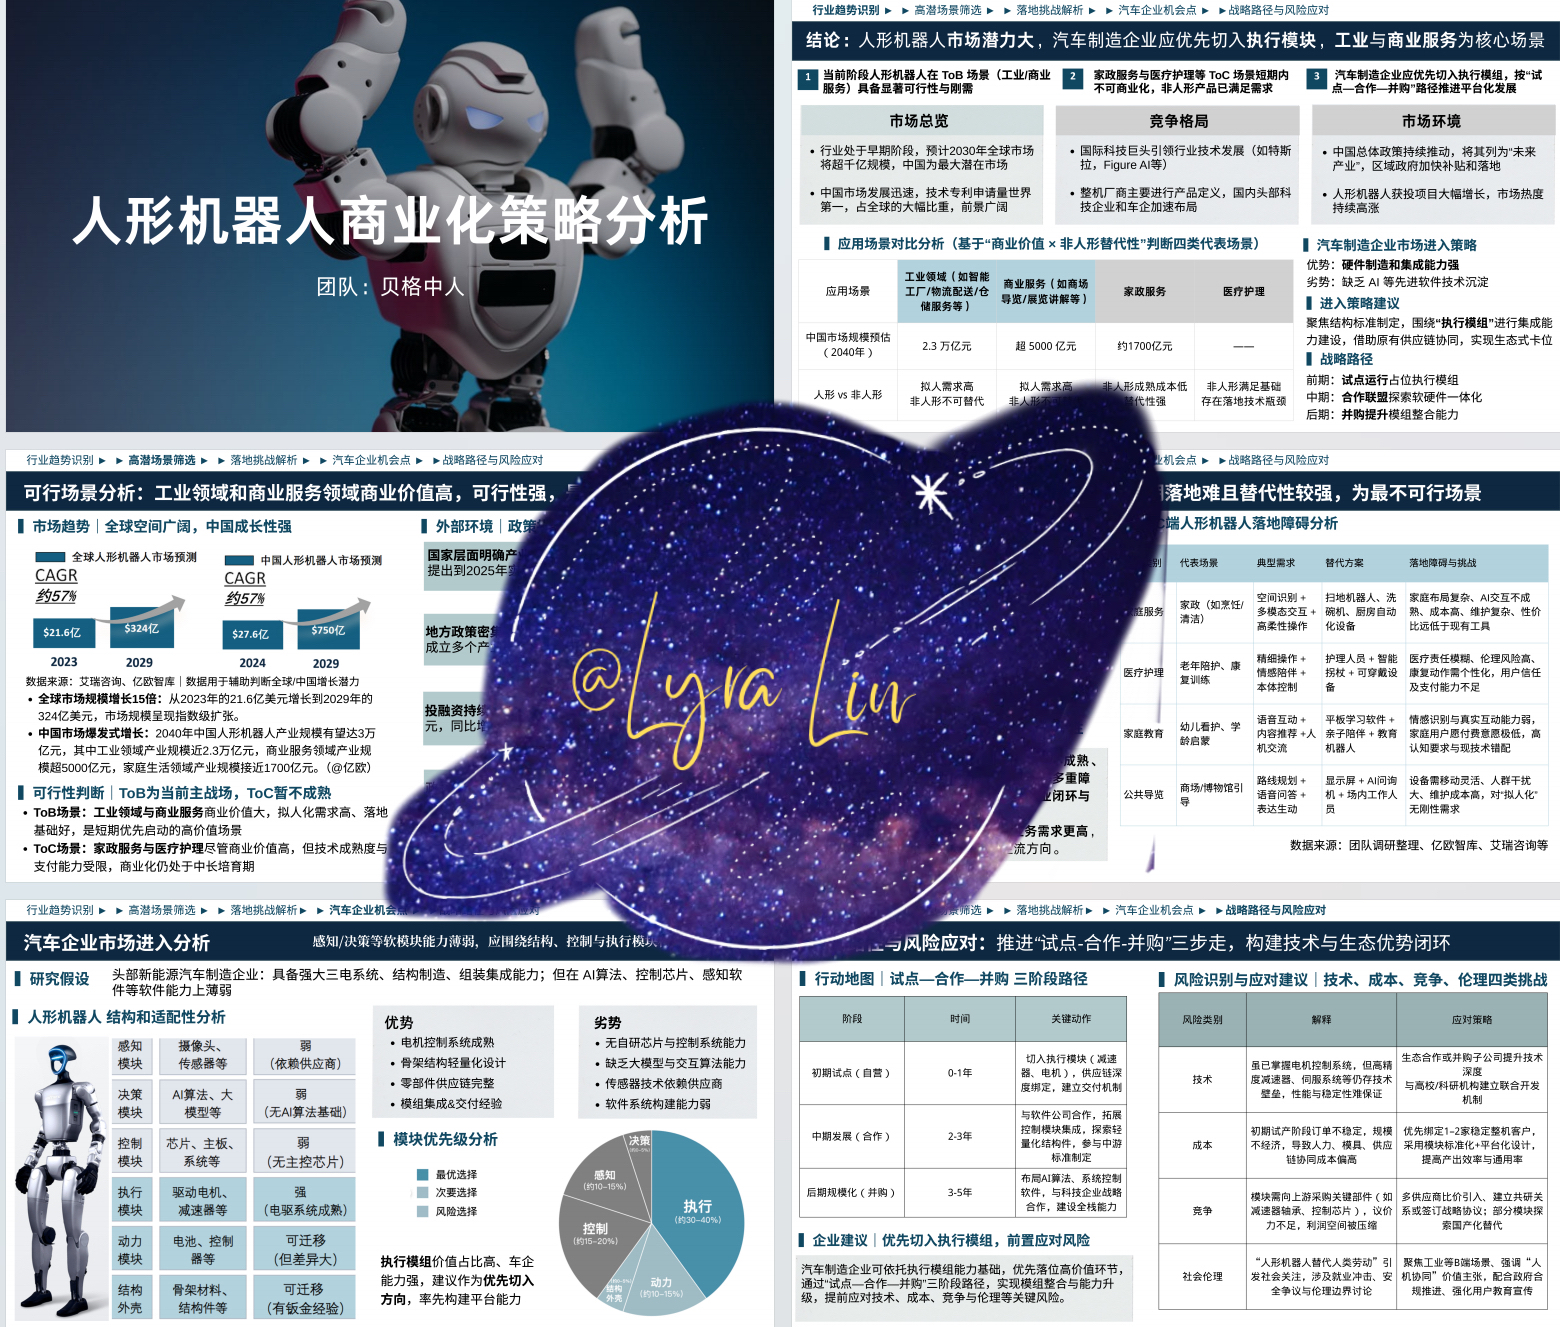 人形机器人商业化策略分析
团队：贝格中人
行业趋势识别 ► ► 高潜场景筛选 ► ► 落地挑战解析 ► ► 汽车企业机会点 ► ►战略路径与风险应对
结论：人形机器人市场潜力大，汽车制造企业应优先切入执行模块，工业与商业服务为核心场景
1 当前阶段人形机器人在 ToB 场景（工业/商业
服务）具备显著可行性与刚需
2 家政服务与医疗护理等 ToC 场景短期内
不可商业化，非人形产品已满足需求
3 汽车制造企业应优先切入执行模组，按“试
点—合作—并购”路径推进平台化发展
市场总览
• 行业处于早期阶段，预计2030年全球市场
将超千亿规模，中国为最大潜在市场
• 中国市场发展迅速，技术专利申请量世界
第一，占全球的大幅比重，前景广阔
竞争格局
• 国际科技巨头引领行业技术发展（如特斯
拉，Figure AI等）
• 整机厂商主要进行产品定义，国内头部科
技企业和车企加速布局
市场环境
• 中国总体政策持续推动，将其列为“未来
产业”，区域政府加快补贴和落地
• 人形机器人获投项目大幅增长，市场热度
持续高涨
应用场景对比分析（基于“商业价值 × 非人形替代性”判断四类代表场景）
应用场景
工业领域（如智能
工厂/物流配送/仓
储服务等）
商业服务（如商场
导览/展览讲解等）
家政服务
医疗护理
中国市场规模预估
（2040年）
2.3 万亿元
超 5000 亿元
约1700亿元
——
人形 vs 非人形
拟人需求高
非人形不可替代
拟人需求高
非人形不
非人形成熟成本低
替代性强
非人形满足基础
存在落地技术瓶颈
汽车制造企业市场进入策略
优势：硬件制造和集成能力强
劣势：缺乏 AI 等先进软件技术沉淀
进入策略建议
聚焦结构标准制定，围绕“执行模组”进行集成能
力建设，借助原有供应链协同，实现生态式卡位
战略路径
前期：试点运行占位执行模组
中期：合作联盟探索软硬件一体化
后期：并购提升模组整合能力
行业趋势识别 ► ► 高潜场景筛选 ► ► 落地挑战解析 ► ► 汽车企业机会点 ► ►战略路径与风险应对
可行场景分析：工业领域和商业服务领域商业价值高，可行性强，
市场趋势｜全球空间广阔，中国成长性强
全球人形机器人市场预测
CAGR
约57%
$21.6亿
$324亿
2023
2029
中国人形机器人市场预测
CAGR
约57%
$27.6亿
$750亿
2024
2029
数据来源：艾瑞咨询、亿欧智库｜数据用于辅助判断全球/中国增长潜力
• 全球市场规模增长15倍：从2023年的21.6亿美元增长到2029年的
324亿美元，市场规模呈现指数级扩张。
• 中国市场爆发式增长：2040年中国人形机器人产业规模有望达3万
亿元，其中工业领域产业规模近2.3万亿元，商业服务领域产业规
模超5000亿元，家庭生活领域产业规模接近1700亿元。（@亿欧）
可行性判断｜ToB为当前主战场，ToC暂不成熟
• ToB场景：工业领域与商业服务商业价值大，拟人化需求高、落地
基础好，是短期优先启动的高价值场景
• ToC场景：家政服务与医疗护理尽管商业价值高，但技术成熟度与
支付能力受限，商业化仍处于中长培育期
外部环境｜政策
国家层面明确产
提出到2025年实
地方政策密集
成立多个产
投融资持续
元，同比增
@Lyra Lin
业机会点 ► ►战略路径与风险应对
落地难且替代性较强，为最不可行场景
C端人形机器人落地障碍分析
别
代表场景
典型需求
替代方案
落地障碍与挑战
庭服务
家政（如烹饪/
清洁）
空间识别 +
多模态交互 +
高柔性操作
扫地机器人、洗
碗机、厨房自动
化设备
家庭布局复杂、AI交互不成
熟、成本高、维护复杂、性价
比远低于现有工具
医疗护理
老年陪护、康
复训练
精细操作 +
情感陪伴 +
本体控制
护理人员 + 智能
拐杖 + 可穿戴设
备
医疗责任模糊、伦理风险高、
康复动作需个性化，用户信任
及支付能力不足
家庭教育
幼儿看护、学
龄启蒙
语音互动 +
内容推荐 +人
机交流
平板学习软件 +
亲子陪伴 + 教育
机器人
情感识别与真实互动能力弱，
家庭用户愿付费意愿极低，高
认知要求与现技术错配
公共导览
商场/博物馆引
导
路线规划 +
语音问答 +
表达生动
显示屏 + AI问询
机 + 场内工作人
员
设备需移动灵活、人群干扰
大、维护成本高，对“拟人化”
无刚性需求
成熟、
多重障
业闭环与
务需求更高，
流方向。
数据来源：团队调研整理、亿欧智库、艾瑞咨询等
行业趋势识别 ► ► 高潜场景筛选 ► ► 落地挑战解析 ► ► 汽车企业机会点
汽车企业市场进入分析
感知/决策等软模块能力薄弱，应围绕结构、控制与执行模块
研究假设
头部新能源汽车制造企业：具备强大三电系统、结构制造、组装集成能力；但在 AI算法、控制芯片、感知软
件等软件能力上薄弱
人形机器人 结构和适配性分析
感知
模块
摄像头、
传感器等
弱
（依赖供应商）
决策
模块
AI算法、大
模型等
弱
（无AI算法基础）
控制
模块
芯片、主板、
系统等
弱
（无主控芯片）
执行
模块
驱动电机、
减速器等
强
（电驱系统成熟）
动力
模块
电池、控制
器等
可迁移
（但差异大）
结构
外壳
骨架材料、
结构件等
可迁移
（有钣金经验）
优势
• 电机控制系统成熟
• 骨架结构轻量化设计
• 零部件供应链完整
• 模组集成&交付经验
劣势
• 无自研芯片与控制系统能力
• 缺乏大模型与交互算法能力
• 传感器技术依赖供应商
• 软件系统构建能力弱
模块优先级分析
最优选择
次要选择
风险选择
执行模组价值占比高、车企
能力强，建议作为优先切入
方向，率先构建平台能力
决策
感知
(约10–15%)
控制
(约15–20%)
结构
外壳
动力
(约10–15%)
执行
(约30–40%)
场景筛选 ► ► 落地挑战解析 ► ► 汽车企业机会点 ► ►战略路径与风险应对
与风险应对：推进“试点-合作-并购”三步走，构建技术与生态优势闭环
行动地图｜试点—合作—并购 三阶段路径
阶段
时间
关键动作
初期试点（自营）
0-1年
切入执行模块（减速
器、电机），供应链深
度绑定，建立交付机制
中期发展（合作）
2-3年
与软件公司合作，拓展
控制模块集成，探索轻
量化结构件，参与中游
标准制定
后期规模化（并购）
3-5年
布局AI算法、系统控制
软件，与科技企业战略
合作，建设全栈能力
企业建议｜优先切入执行模组，前置应对风险
汽车制造企业可依托执行模组能力基础，优先落位高价值环节，
通过“试点—合作—并购”三阶段路径，实现模组整合与能力升
级，提前应对技术、成本、竞争与伦理等关键风险。
风险识别与应对建议｜技术、成本、竞争、伦理四类挑战
风险类别
解释
应对策略
技术
虽已掌握电机控制系统，但高精
度减速器、伺服系统等仍存技术
壁垒，性能与稳定性难保证
生态合作或并购子公司提升技术
深度
与高校/科研机构建立联合开发
机制
成本
初期试产阶段订单不稳定，规模
不经济，导致人力、模具、供应
链协同成本偏高
优先绑定1–2家稳定整机客户，
采用模块标准化+平台化设计，
提高产出效率与通用率
竞争
模块需向上游采购关键部件（如
减速器轴承、控制芯片），议价
力不足，利润空间被压缩
多供应商比价引入、建立共研关
系或签订战略协议；部分模块探
索国产化替代
社会伦理
“人形机器人替代人类劳动”引
发社会关注，涉及就业冲击、安
全争议与伦理边界讨论
聚焦工业等B端场景、强调“人
机协同”价值主张，配合政府合
规推进、强化用户教育宣传